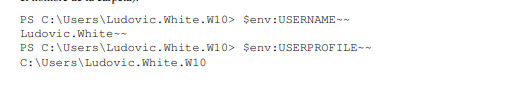 PS C:\Users\Ludovic.White.W10> $env:USERNAME~~
Ludovic.White~~
PS C:\Users\Ludovic.White.W10> $env:USERPROFILE~~
C:\Users\Ludovic.White.W10